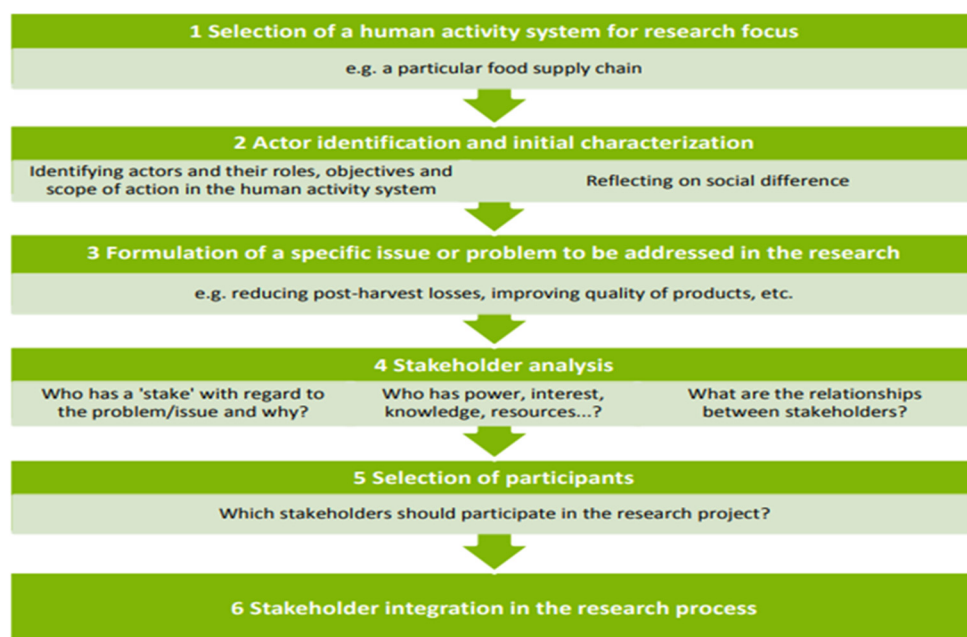 1 Selection of a human activity system for research focus
e.g. a particular food supply chain
2 Actor identification and initial characterization
Identifying actors and their roles, objectives and
scope of action in the human activity system
Reflecting on social difference
3 Formulation of a specific issue or problem to be addressed in the research
e.g. reducing post-harvest losses, improving quality of products, etc.
4 Stakeholder analysis
Who has a 'stake' with regard to
the problem/issue and why?
Who has power, interest,
knowledge, resources...?
What are the relationships
between stakeholders?
5 Selection of participants
Which stakeholders should participate in the research project?
6 Stakeholder integration in the research process